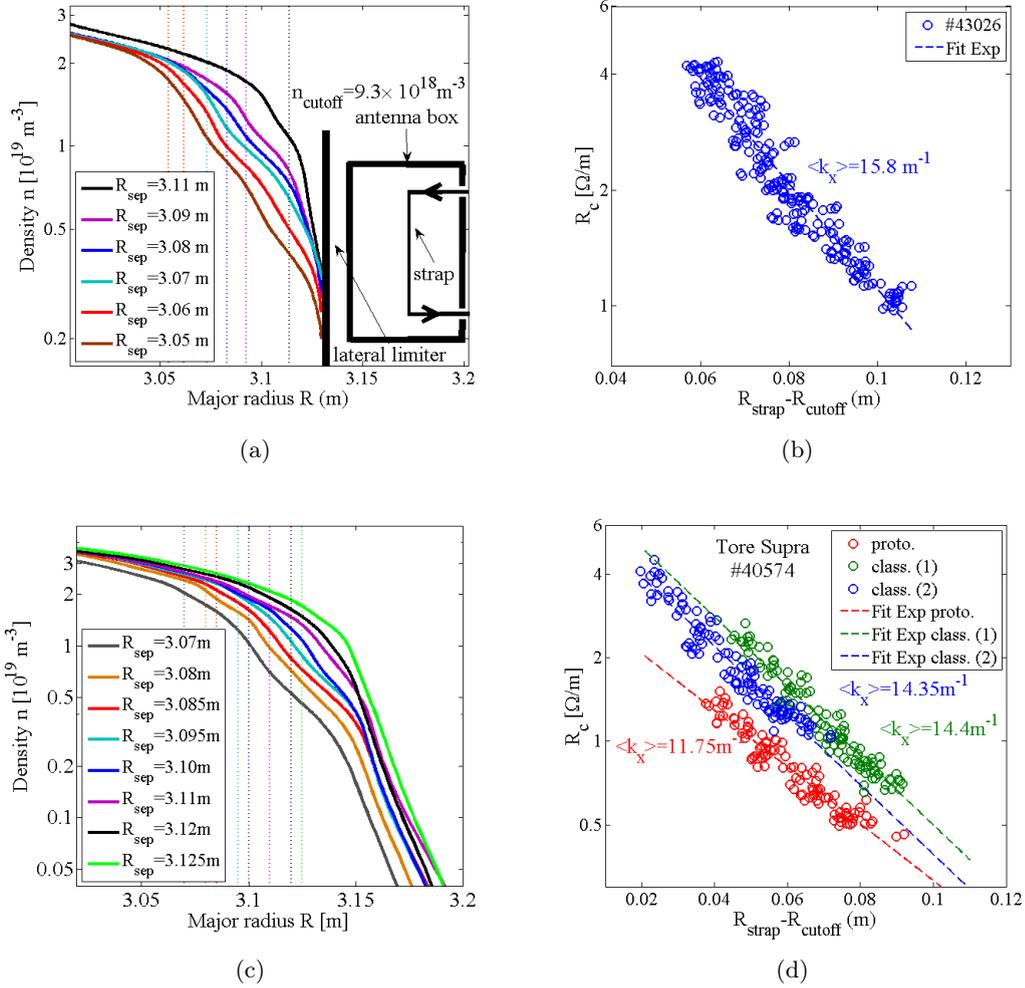 3
2
1
0.5
0.2
Density n [10^19 m^-3]
n_cutoff=9.3× 10^18m^-3
antenna box
strap
lateral limiter
R_sep=3.11 m
R_sep=3.09 m
R_sep=3.08 m
R_sep=3.07 m
R_sep=3.06 m
R_sep=3.05 m
3.05 3.1 3.15 3.2
Major radius R (m)
(a)
6
4
2
1
R_c [Ω/m]
#43026
Fit Exp
<k_x>=15.8 m^-1
0.04 0.06 0.08 0.1 0.12
R_strap-R_cutoff (m)
(b)
3
2
1
0.5
0.2
0.1
0.05
Density n [10^19 m^-3]
R_sep=3.07m
R_sep=3.08m
R_sep=3.085m
R_sep=3.095m
R_sep=3.10m
R_sep=3.11m
R_sep=3.12m
R_sep=3.125m
3.05 3.1 3.15 3.2
Major radius R [m]
(c)
6
4
2
1
0.5
R_c [Ω/m]
Tore Supra
#40574
proto.
class. (1)
class. (2)
Fit Exp proto.
Fit Exp class. (1)
Fit Exp class. (2)
<k_x>=14.35m^-1
<k_x>=14.4m^-1
<k_x>=11.75m^-1
0.02 0.04 0.06 0.08 0.1 0.12
R_strap-R_cutoff (m)
(d)